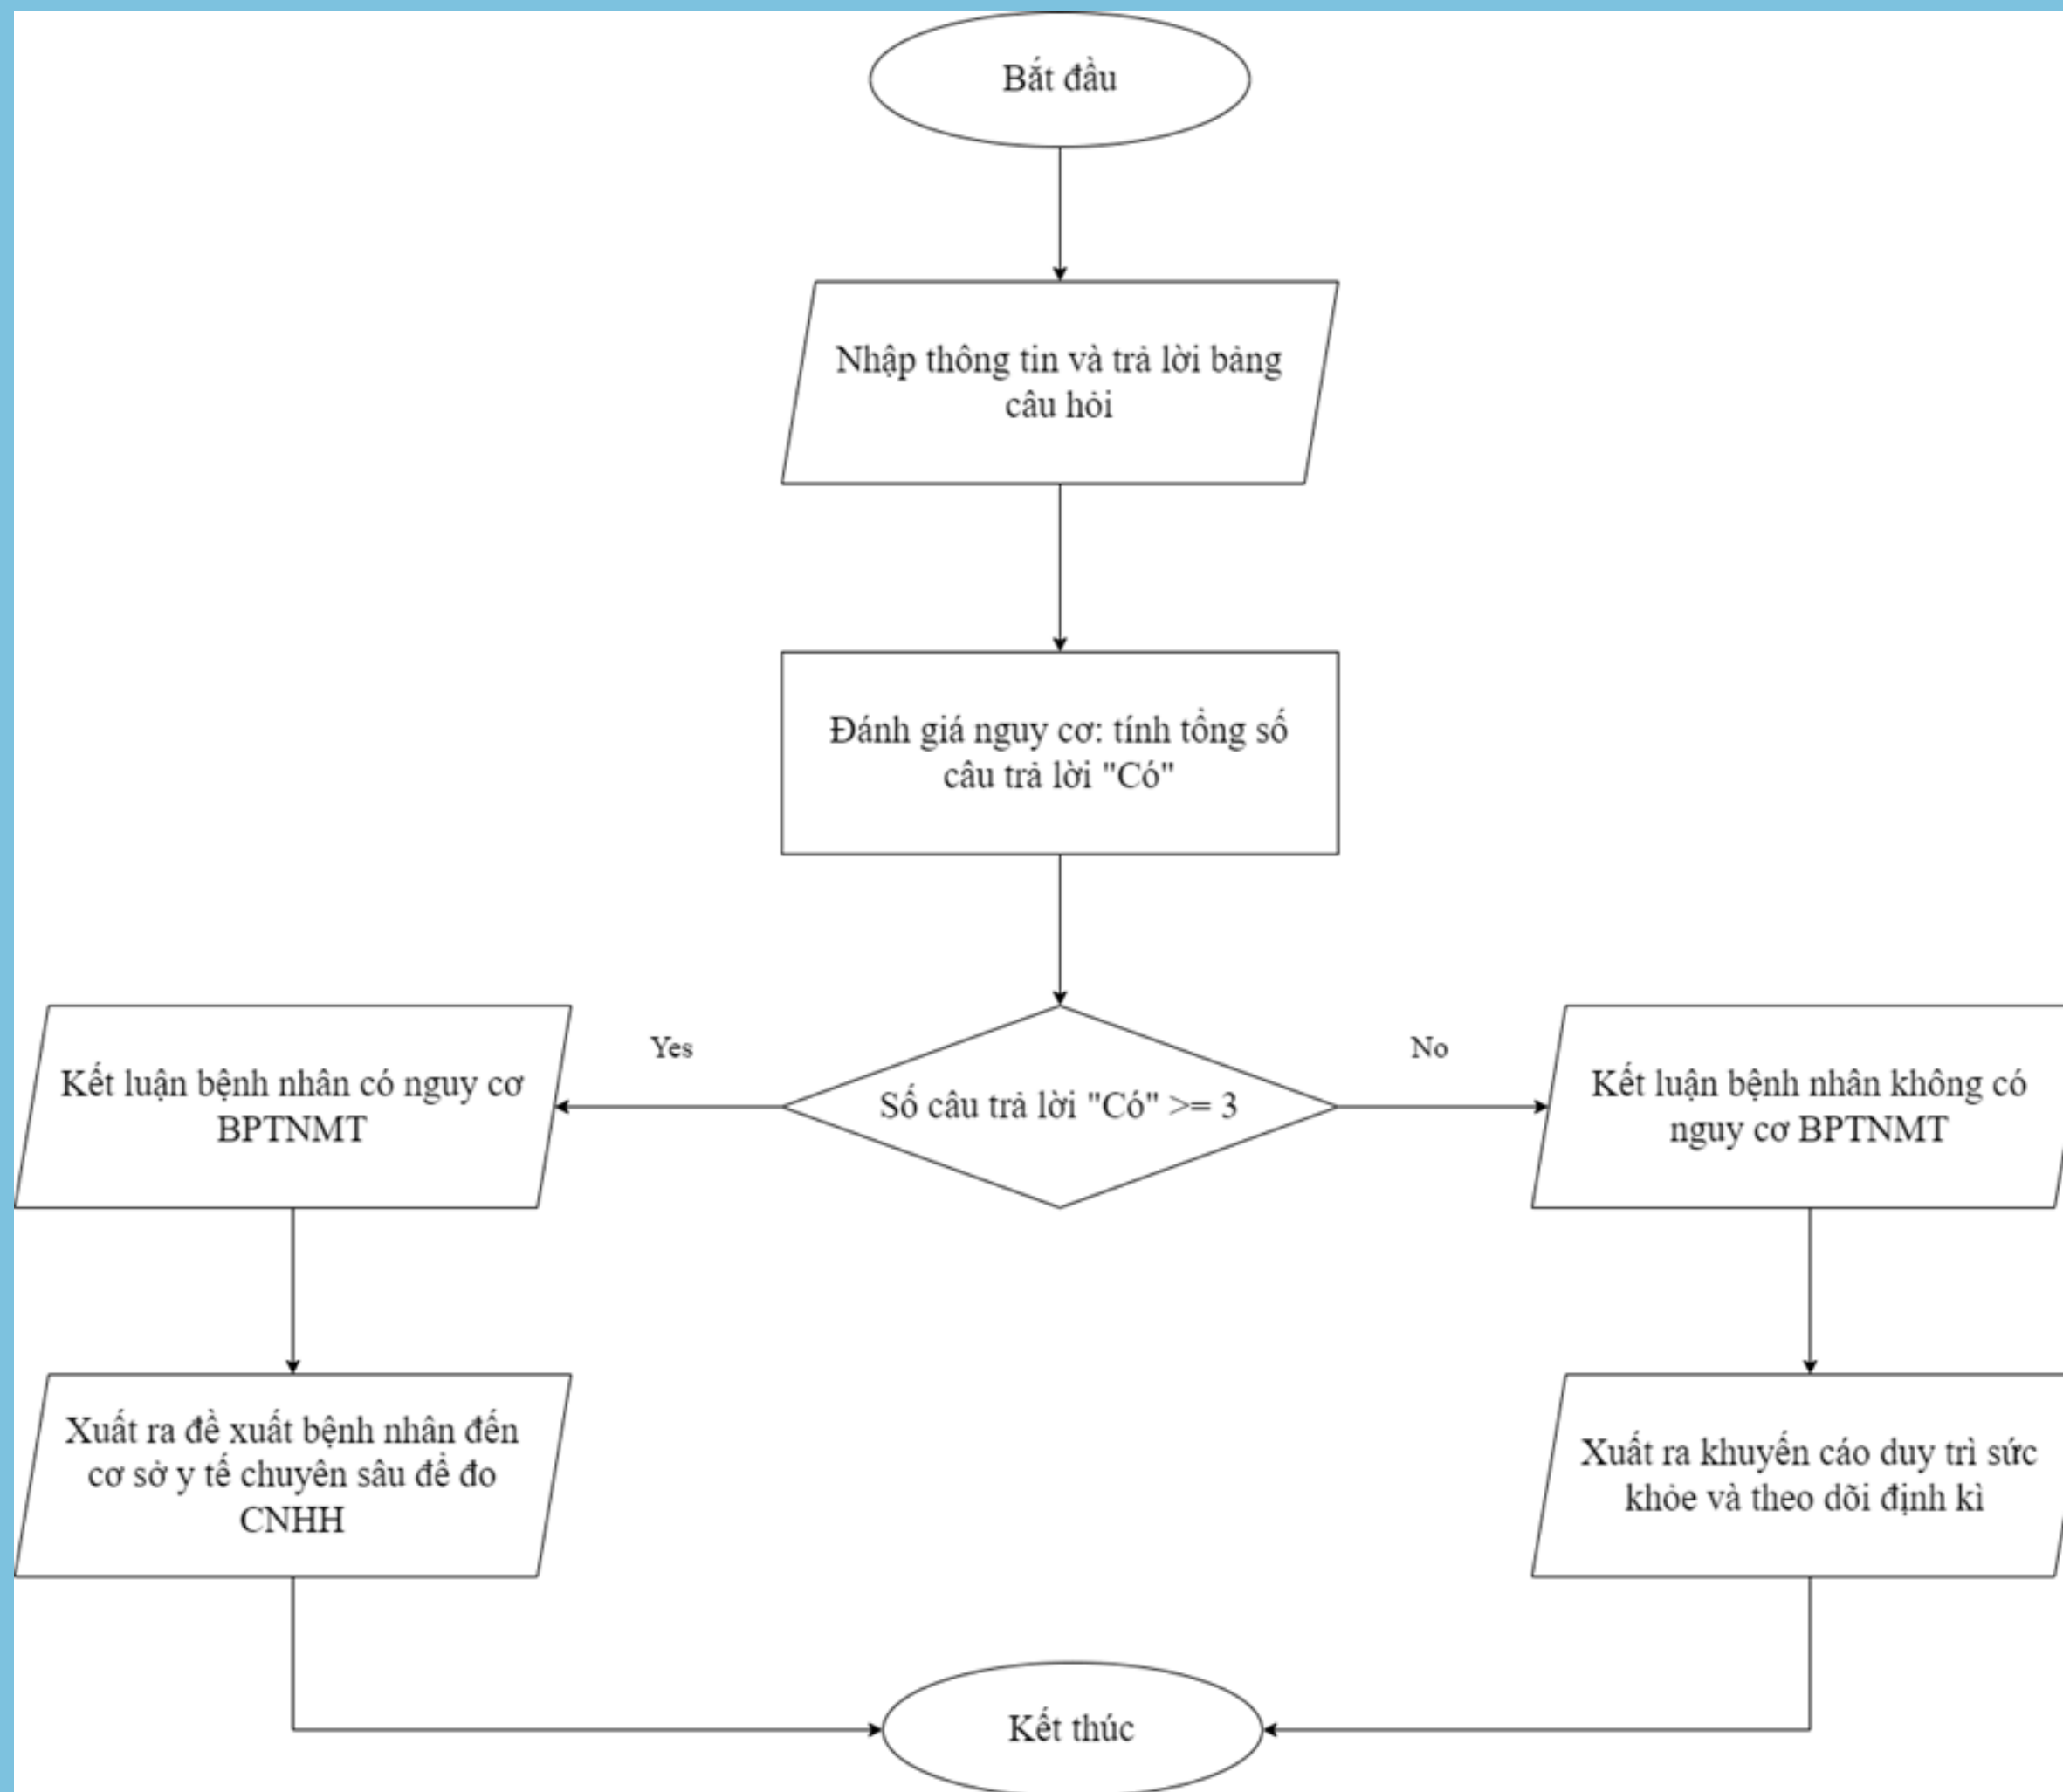 Bắt đầu
Nhập thông tin và trả lời bảng
câu hỏi
Đánh giá nguy cơ: tính tổng số
câu trả lời "Có"
Yes
No
Kết luận bệnh nhân có nguy cơ
BPTNMT
Số câu trả lời "Có" >= 3
Kết luận bệnh nhân không có
nguy cơ BPTNMT
Xuất ra đề xuất bệnh nhân đến
cơ sở y tế chuyên sâu để đo
CNHH
Xuất ra khuyến cáo duy trì sức
khỏe và theo dõi định kì
Kết thúc